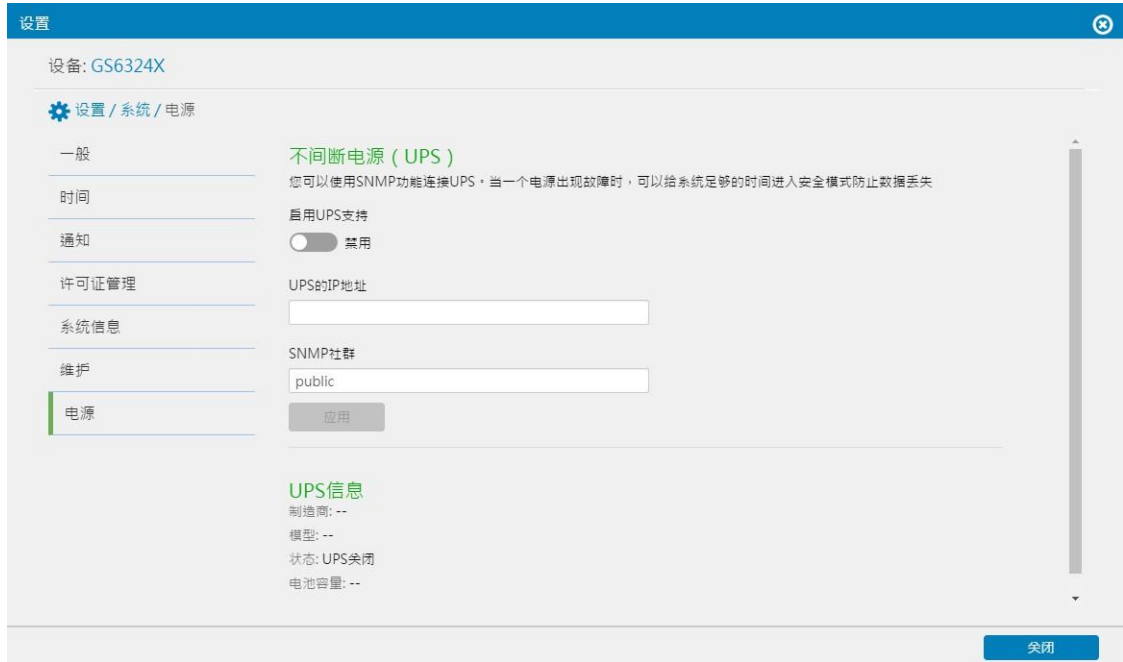 设置
设备: GS6324X
设置 / 系统 / 电源
一般
时间
通知
许可证管理
系统信息
维护
电源
不间断电源（UPS）
您可以使用SNMP功能连接UPS。当一个电源出现故障时，可以给系统足够的时间进入安全模式防止数据丢失
启用UPS支持
禁用
UPS的IP地址
SNMP社群
public
应用
UPS信息
制造商: --
模型: --
状态: UPS关闭
电池容量: --
关闭